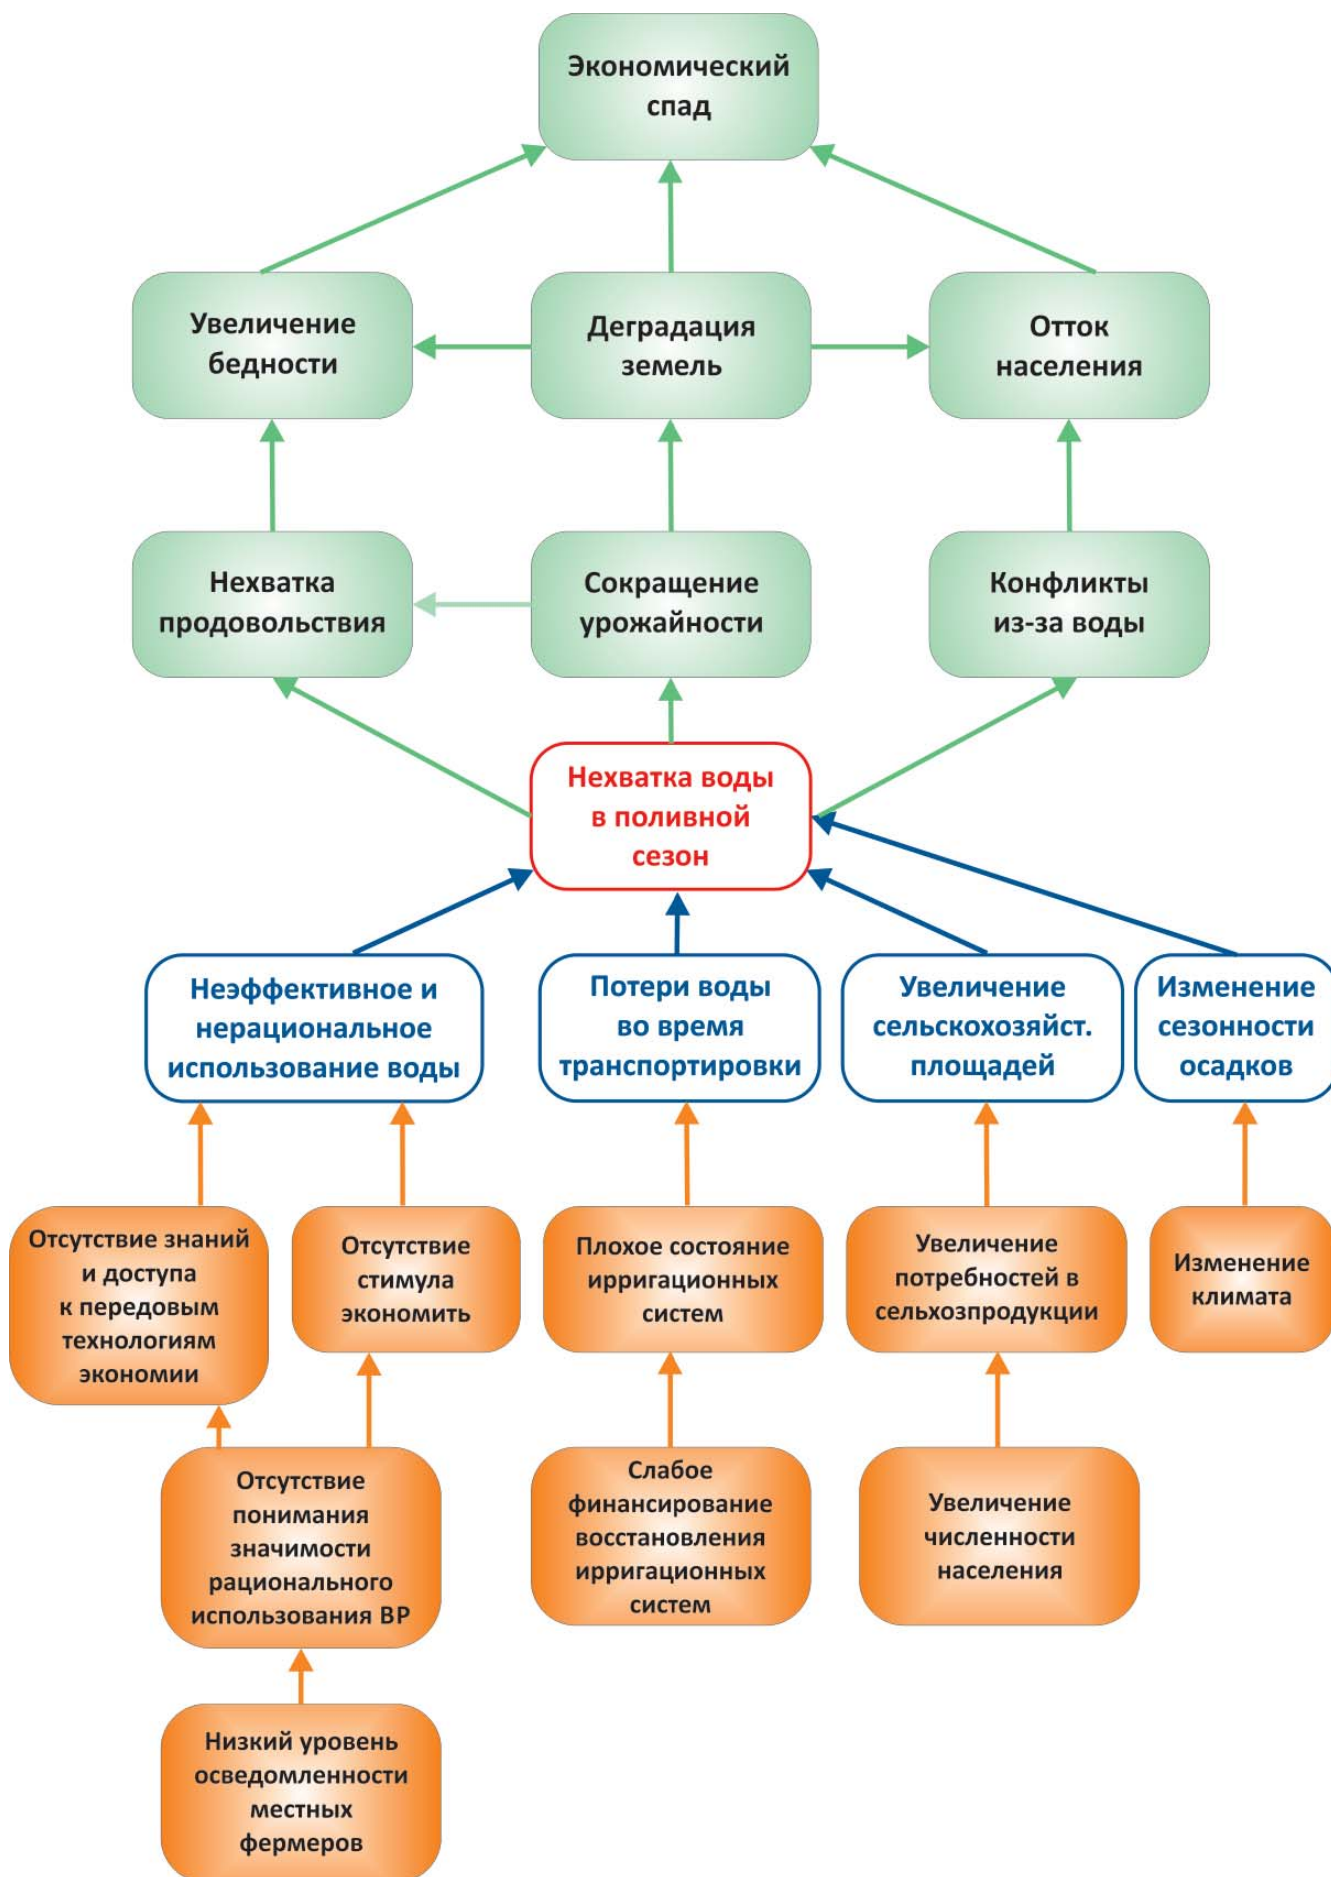 Экономический
спад
Увеличение
бедности
Деградация
земель
Отток
населения
Нехватка
продовольствия
Сокращение
урожайности
Конфликты
из-за воды
Нехватка воды
в поливной
сезон
Неэффективное и
нерациональное
использование воды
Потери воды
во время
транспортировки
Увеличение
сельскохозяйст.
площадей
Изменение
сезонности
осадков
Отсутствие знаний
и доступа
к передовым
технологиям
экономии
Отсутствие
стимула
экономить
Плохое состояние
ирригационных
систем
Увеличение
потребностей в
сельхозпродукции
Изменение
климата
Отсутствие
понимания
значимости
рационального
использования ВР
Слабое
финансирование
восстановления
ирригационных
систем
Увеличение
численности
населения
Низкий уровень
осведомленности
местных
фермеров